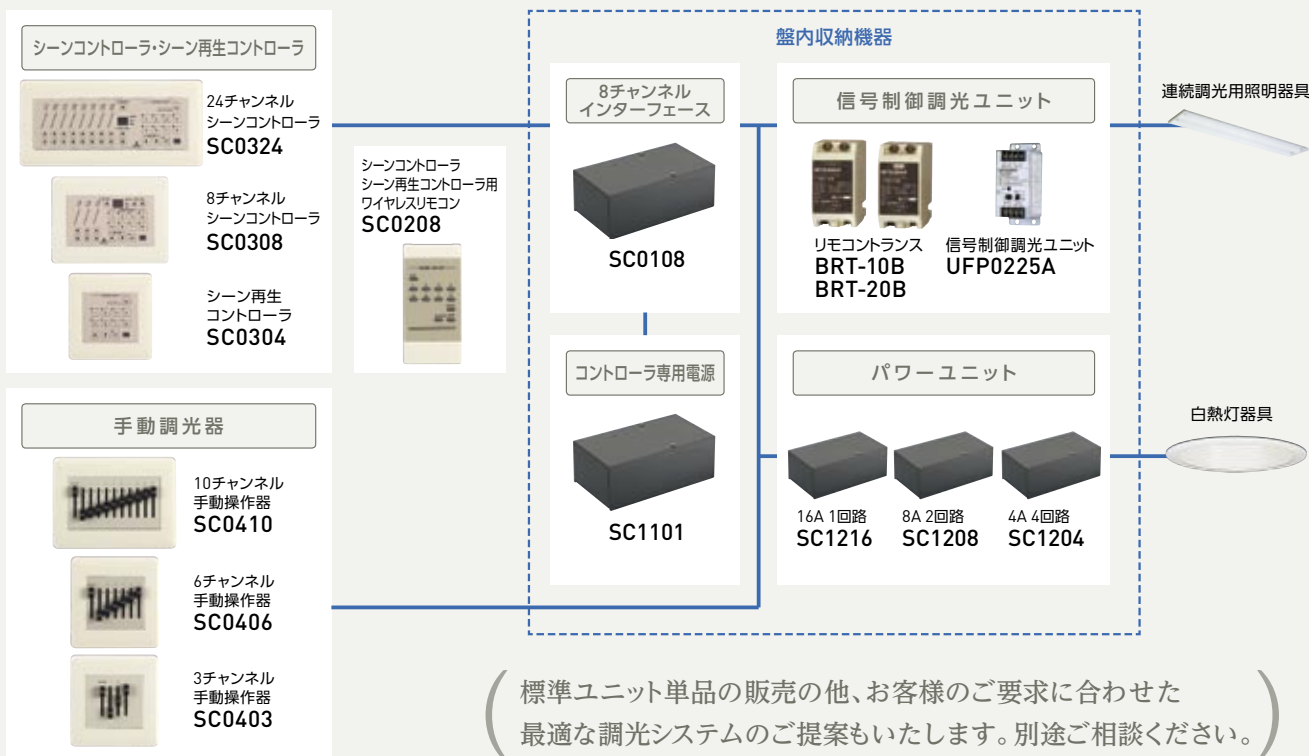 シーンコントローラ・シーン再生コントローラ
24チャンネル
シーンコントローラ
SC0324
8チャンネル
シーンコントローラ
SC0308
シーン再生
コントローラ
SC0304
シーンコントローラ
シーン再生コントローラ用
ワイヤレスリモコン
SC0208
手動調光器
10チャンネル
手動操作器
SC0410
6チャンネル
手動操作器
SC0406
3チャンネル
手動操作器
SC0403
盤内収納機器
8チャンネル
インターフェース
SC0108
コントローラ専用電源
SC1101
信号制御調光ユニット
リモコントランス
BRT-10B
BRT-20B
信号制御調光ユニット
UFP0225A
パワーユニット
16A 1回路
SC1216
8A 2回路
SC1208
4A 4回路
SC1204
連続調光用照明器具
白熱灯器具
標準ユニット単品の販売の他、お客様のご要求に合わせた
最適な調光システムのご提案もいたします。別途ご相談ください。